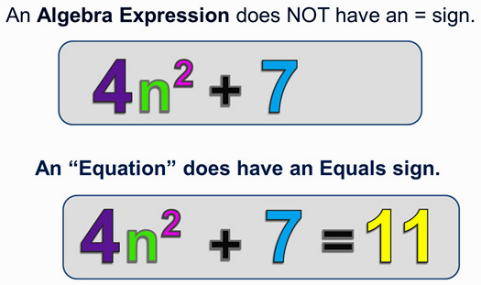 An Algebra Expression does NOT have an = sign.
4n² + 7
An “Equation” does have an Equals sign.
4n² + 7 = 11